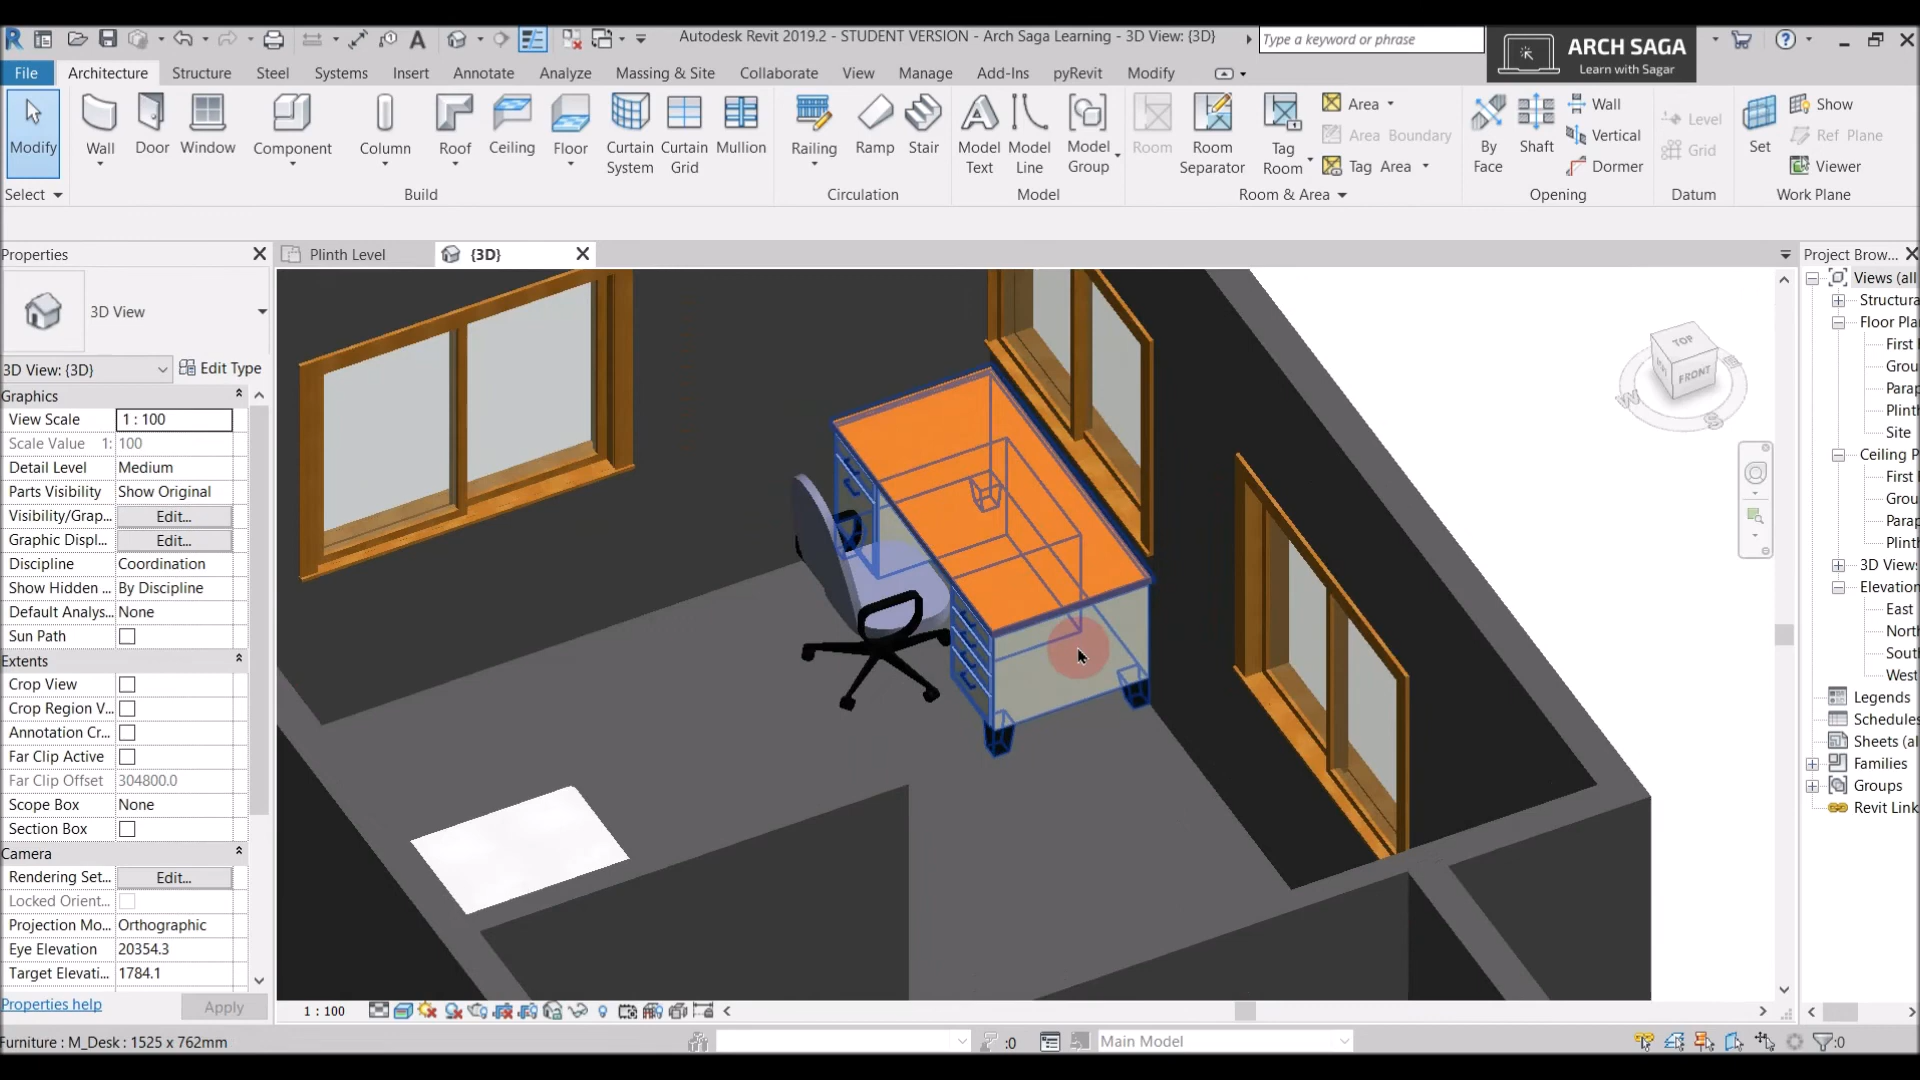 Autodesk Revit 2019.2 - STUDENT VERSION - Arch Saga Learning - 3D View: {3D}
Type a keyword or phrase
ARCH SAGA
Learn with Sagar
File Architecture Structure Steel Systems Insert Annotate Analyze Massing & Site Collaborate View Manage Add-Ins pyRevit Modify
Modify
Wall
Door
Window
Component
Column
Roof
Ceiling
Floor
Curtain System
Curtain Grid
Mullion
Railing
Ramp
Stair
Model Text
Model Line
Model Group
Room
Room Separator
Tag Room
Area
Area Boundary
Tag Area
By Face
Shaft
Wall
Vertical
Dormer
Level
Grid
Set
Show
Ref Plane
Viewer
Select
Build
Circulation
Model
Room & Area
Opening
Datum
Work Plane
Properties
Plinth Level
{3D}
Project Brow...
3D View
3D View: {3D}
Edit Type
Graphics
View Scale 1 : 100
Scale Value 1: 100
Detail Level Medium
Parts Visibility Show Original
Visibility/Grap... Edit...
Graphic Displ... Edit...
Discipline Coordination
Show Hidden ... By Discipline
Default Analys... None
Sun Path
Extents
Crop View
Crop Region V...
Annotation Cr...
Far Clip Active
Far Clip Offset 304800.0
Scope Box None
Section Box
Camera
Rendering Set... Edit...
Locked Orient...
Projection Mo... Orthographic
Eye Elevation 20354.3
Target Elevati... 1784.1
Properties help
Apply
TOP
FRONT
W
S
Views (all
Structura
Floor Pla
First
Grou
Parap
Plinth
Site
Ceiling P
First
Grou
Parap
Plinth
3D Views
Elevation
East
North
South
West
Legends
Schedules
Sheets (al
Families
Groups
Revit Link
1 : 100
Furniture : M_Desk : 1525 x 762mm
:0
Main Model
:0